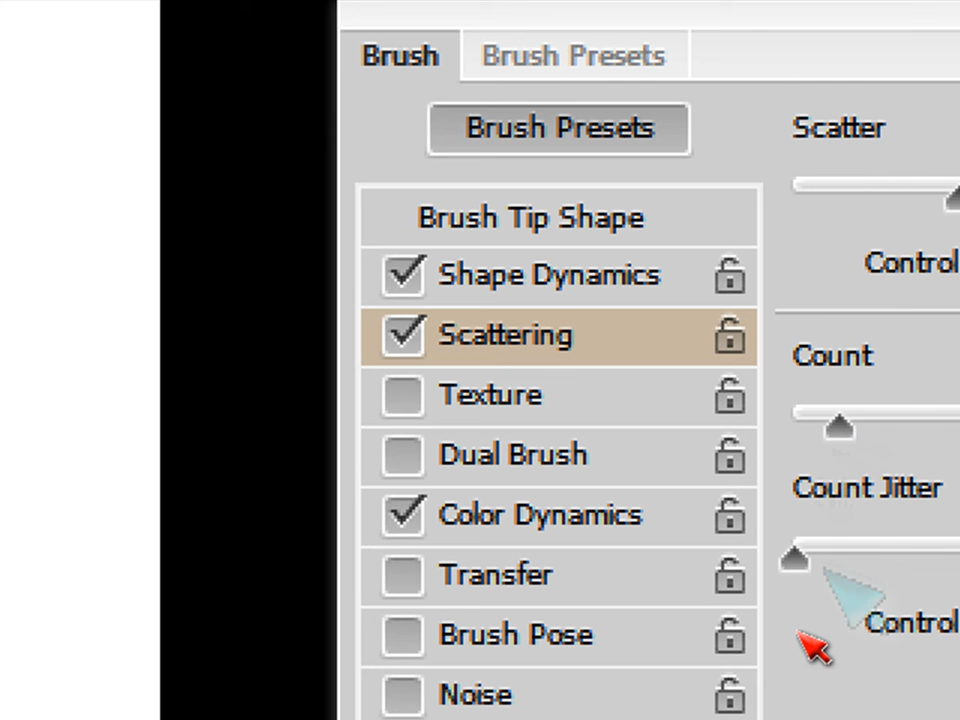 Brush Brush Presets
Brush Presets
Brush Tip Shape
Shape Dynamics
Scattering
Texture
Dual Brush
Color Dynamics
Transfer
Brush Pose
Noise
Scatter
Control
Count
Count Jitter
Control